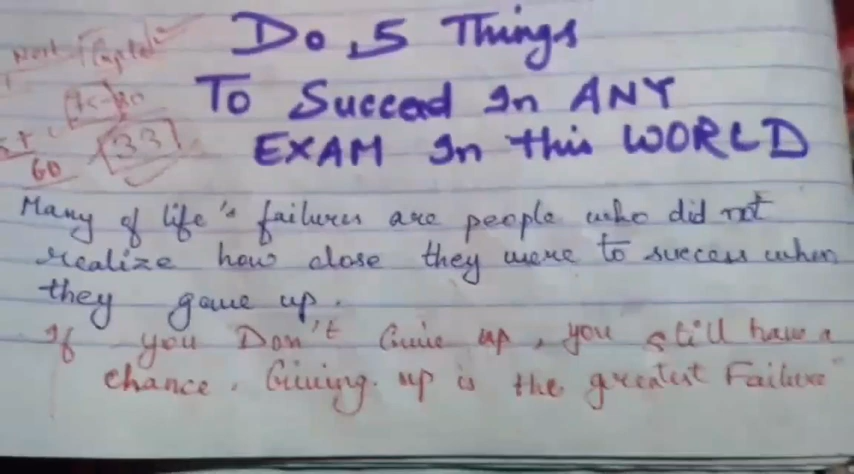 Do 5 Things
To Succeed In ANY
EXAM In this WORLD
33
60
Many of life's failures are people who did not
realize how close they were to success when
they gave up.
If you Don't Give up, you still have a
chance. Giving up is the greatest Failure"